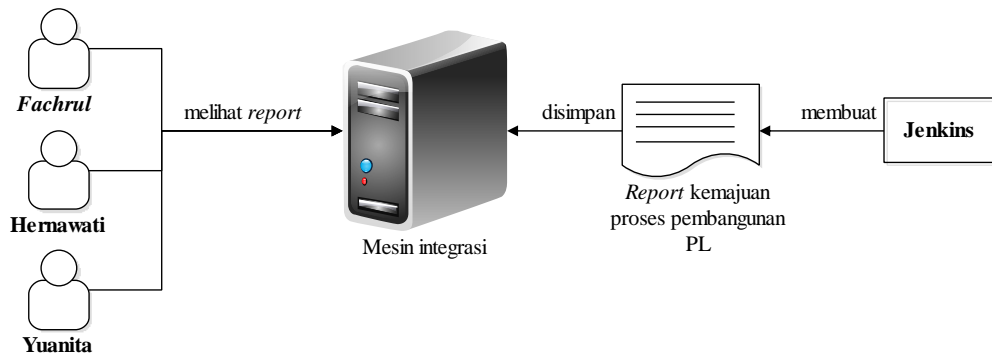 Fachrul
melihat report
disimpan
membuat
Jenkins
Hernawati
Report kemajuan
proses pembangunan
PL
Mesin integrasi
Yuanita